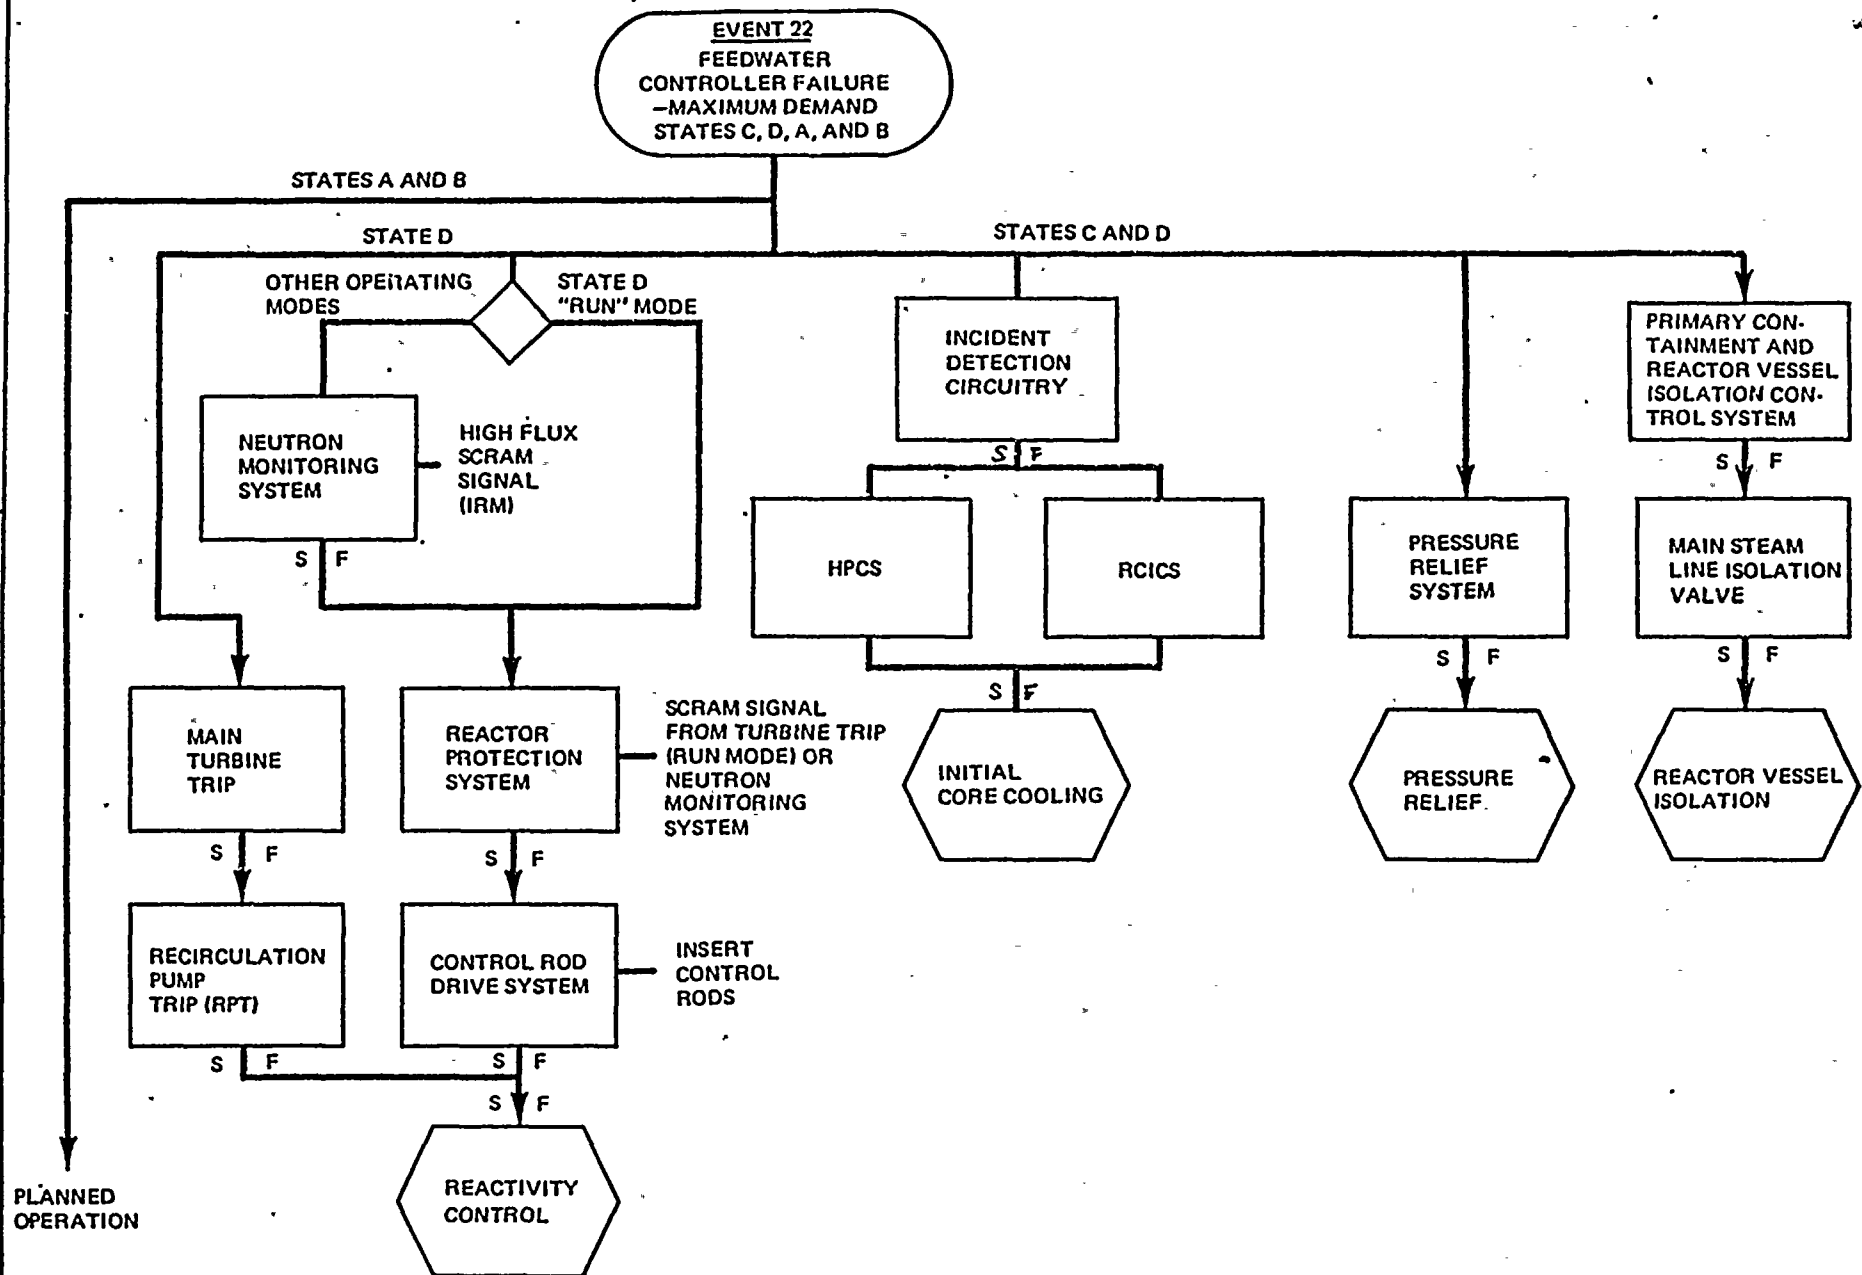 EVENT 22
FEEDWATER
CONTROLLER FAILURE
–MAXIMUM DEMAND
STATES C, D, A, AND B
STATES A AND B
STATE D
STATES C AND D
OTHER OPERATING
MODES
STATE D
"RUN" MODE
NEUTRON
MONITORING
SYSTEM
HIGH FLUX
SCRAM
SIGNAL
(IRM)
S F
INCIDENT
DETECTION
CIRCUITRY
S F
PRIMARY CON-
TAINMENT AND
REACTOR VESSEL
ISOLATION CON-
TROL SYSTEM
S F
HPCS
RCICS
PRESSURE
RELIEF
SYSTEM
MAIN STEAM
LINE ISOLATION
VALVE
S F
S F
S F
MAIN
TURBINE
TRIP
REACTOR
PROTECTION
SYSTEM
SCRAM SIGNAL
FROM TURBINE TRIP
(RUN MODE) OR
NEUTRON
MONITORING
SYSTEM
INITIAL
CORE COOLING
PRESSURE
RELIEF
REACTOR VESSEL
ISOLATION
S F
S F
RECIRCULATION
PUMP
TRIP (RPT)
CONTROL ROD
DRIVE SYSTEM
INSERT
CONTROL
RODS
S F
S F
S F
REACTIVITY
CONTROL
PLANNED
OPERATION